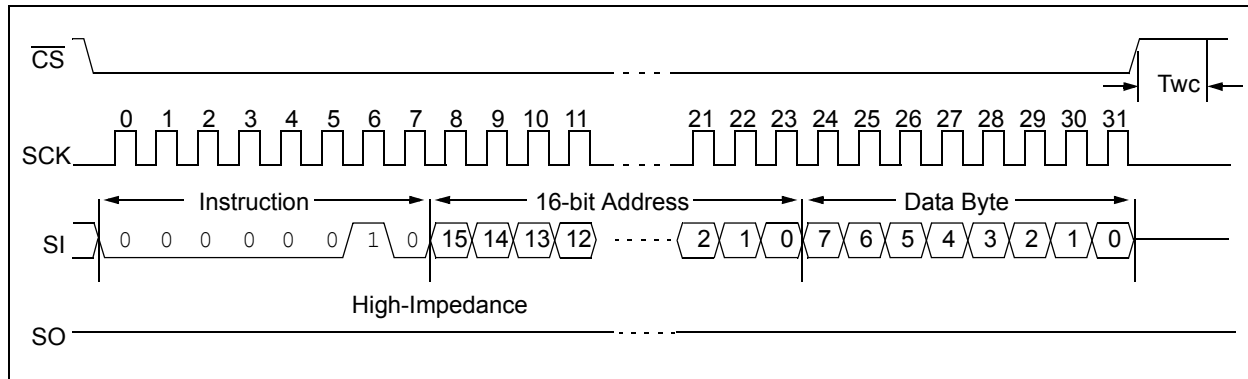 CS
Twc
0 1 2 3 4 5 6 7 8 9 10 11 21 22 23 24 25 26 27 28 29 30 31
SCK
Instruction 16-bit Address Data Byte
SI 0 0 0 0 0 0 1 0 15 14 13 12 2 1 0 7 6 5 4 3 2 1 0
High-Impedance
SO